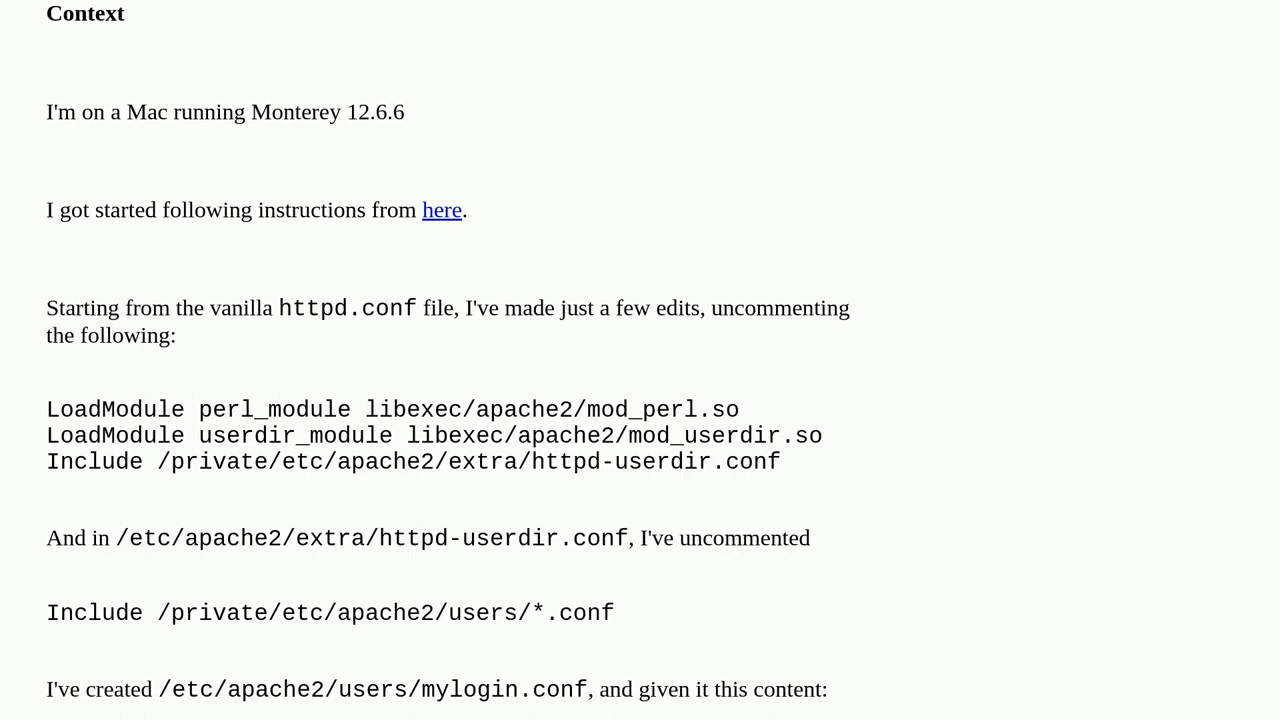 Context
I'm on a Mac running Monterey 12.6.6
I got started following instructions from here.
Starting from the vanilla httpd.conf file, I've made just a few edits, uncommenting
the following:
LoadModule perl_module libexec/apache2/mod_perl.so
LoadModule userdir_module libexec/apache2/mod_userdir.so
Include /private/etc/apache2/extra/httpd-userdir.conf
And in /etc/apache2/extra/httpd-userdir.conf, I've uncommented
Include /private/etc/apache2/users/*.conf
I've created /etc/apache2/users/mylogin.conf, and given it this content: